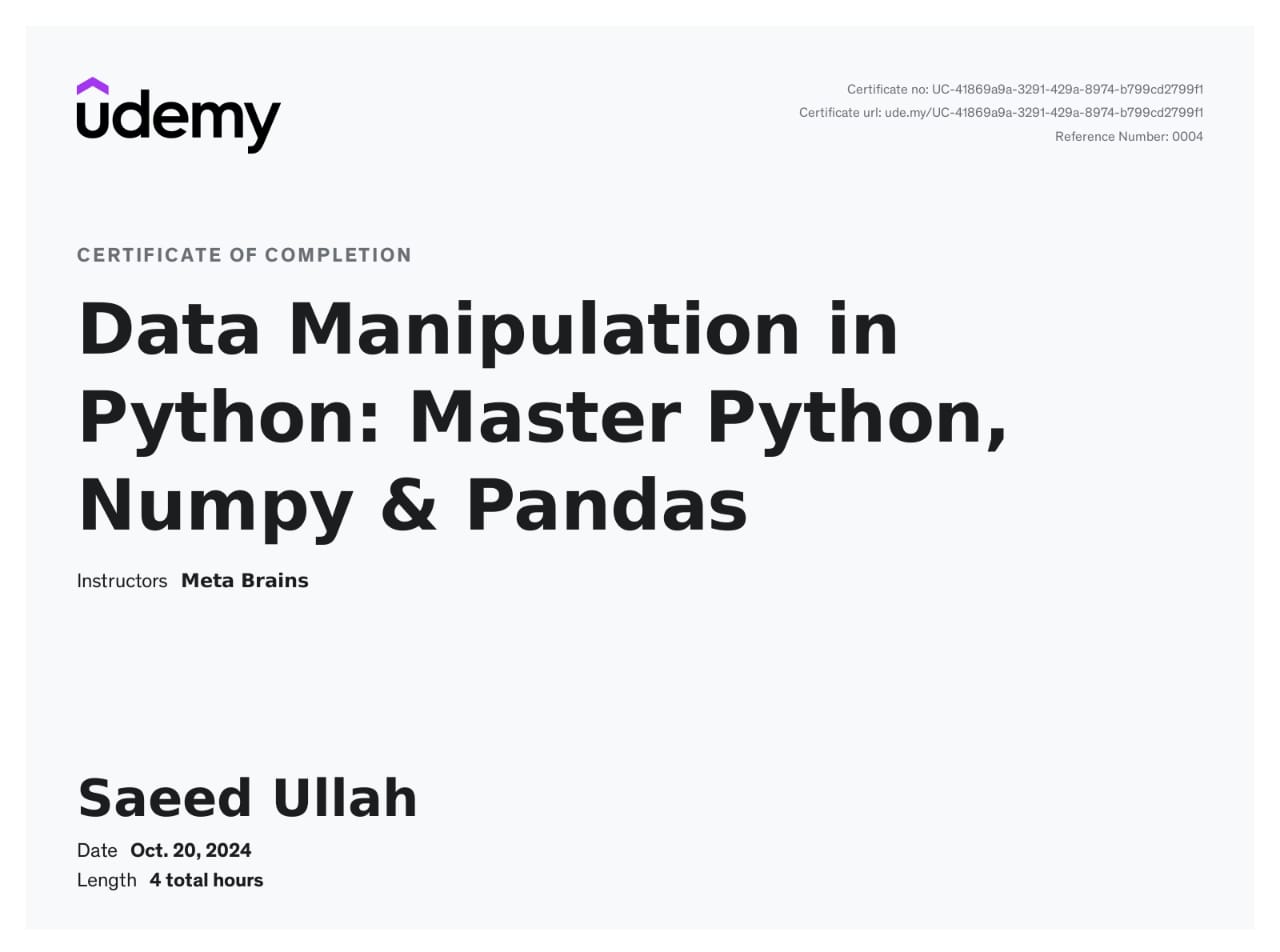 udemy
Certificate no: UC-41869a9a-3291-429a-8974-b799cd2799f1
Certificate url: ude.my/UC-41869a9a-3291-429a-8974-b799cd2799f1
Reference Number: 0004
CERTIFICATE OF COMPLETION
Data Manipulation in
Python: Master Python,
Numpy & Pandas
Instructors Meta Brains
Saeed Ullah
Date Oct. 20, 2024
Length 4 total hours